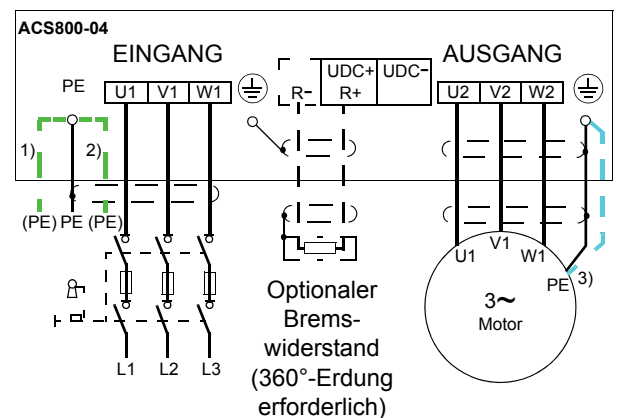 ACS800-04
EINGANG
AUSGANG
PE
U1 V1 W1
R−
UDC+
R+
UDC−
U2 V2 W2
1)
2)
(PE) PE (PE)
U1
V1
W1
PE
3)
3~
Motor
L1 L2 L3
Optionaler
Brems-
widerstand
(360°-Erdung
erforderlich)